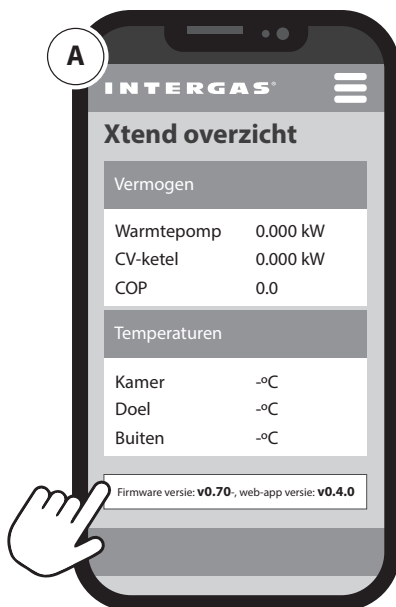 A
INTERGAS®
Xtend overzicht
Vermogen
Warmtepomp 0.000 kW
CV-ketel 0.000 kW
COP 0.0
Temperaturen
Kamer -ºC
Doel -ºC
Buiten -ºC
Firmware versie: v0.70-, web-app versie: v0.4.0